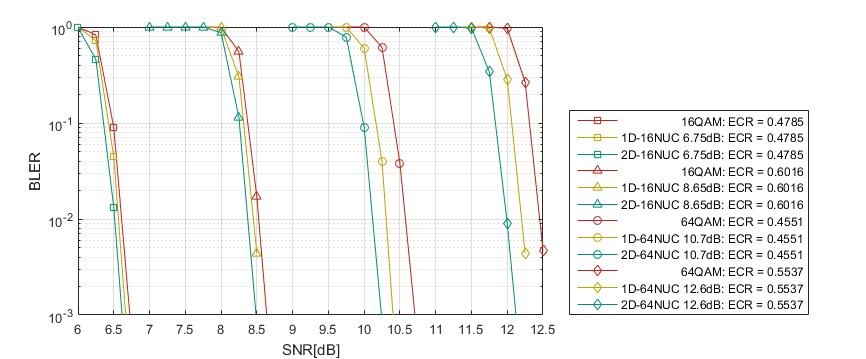 10^0
10^-1
10^-2
10^-3
BLER
6 6.5 7 7.5 8 8.5 9 9.5 10 10.5 11 11.5 12 12.5
SNR[dB]
16QAM: ECR = 0.4785
1D-16NUC 6.75dB: ECR = 0.4785
2D-16NUC 6.75dB: ECR = 0.4785
16QAM: ECR = 0.6016
1D-16NUC 8.65dB: ECR = 0.6016
2D-16NUC 8.65dB: ECR = 0.6016
64QAM: ECR = 0.4551
1D-64NUC 10.7dB: ECR = 0.4551
2D-64NUC 10.7dB: ECR = 0.4551
64QAM: ECR = 0.5537
1D-64NUC 12.6dB: ECR = 0.5537
2D-64NUC 12.6dB: ECR = 0.5537